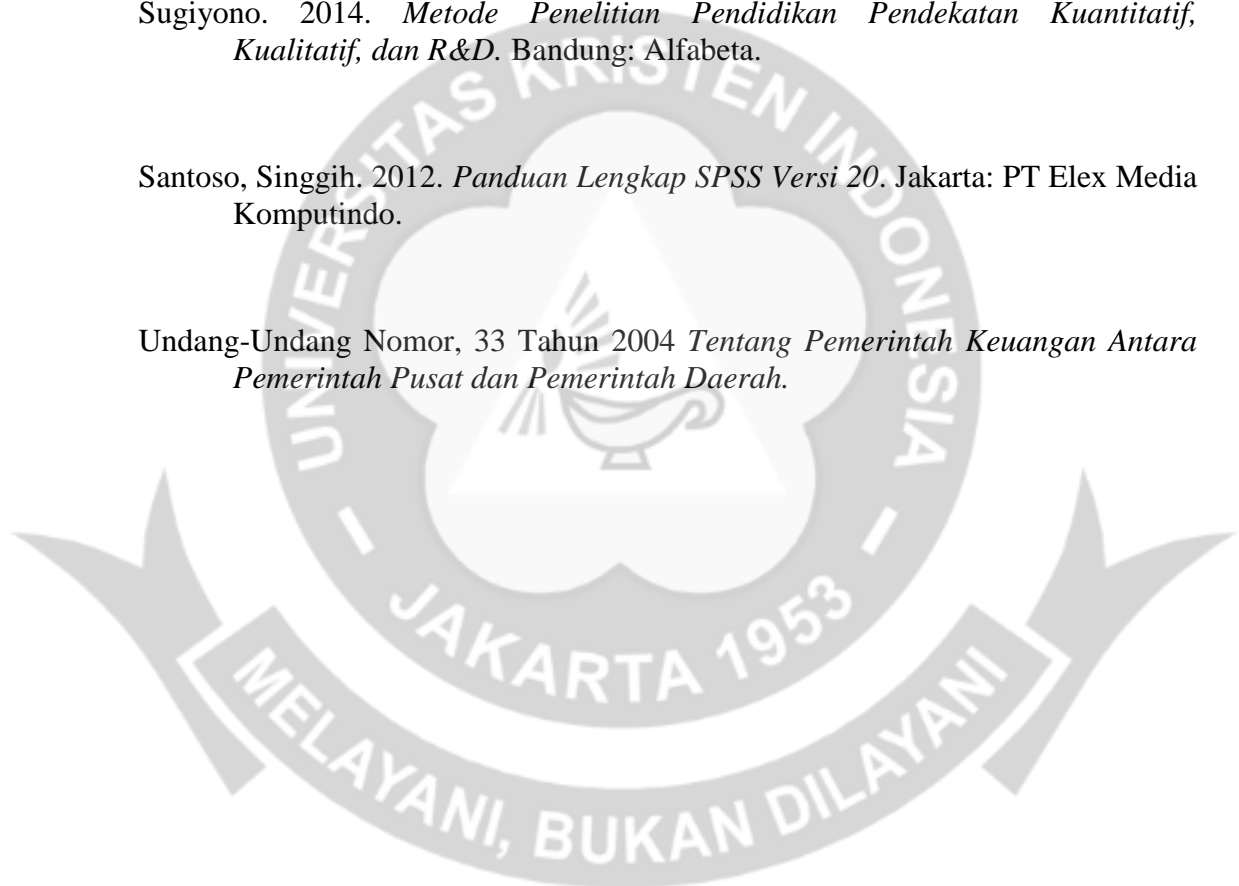 Sugiyono. 2014. Metode Penelitian Pendidikan Pendekatan Kuantitatif,
Kualitatif, dan R&D. Bandung: Alfabeta.
Santoso, Singgih. 2012. Panduan Lengkap SPSS Versi 20. Jakarta: PT Elex Media
Komputindo.
Undang-Undang Nomor, 33 Tahun 2004 Tentang Pemerintah Keuangan Antara
Pemerintah Pusat dan Pemerintah Daerah.
UNIVERSITAS KRISTEN INDONESIA
JAKARTA 1953
MELAYANI, BUKAN DILAYANI